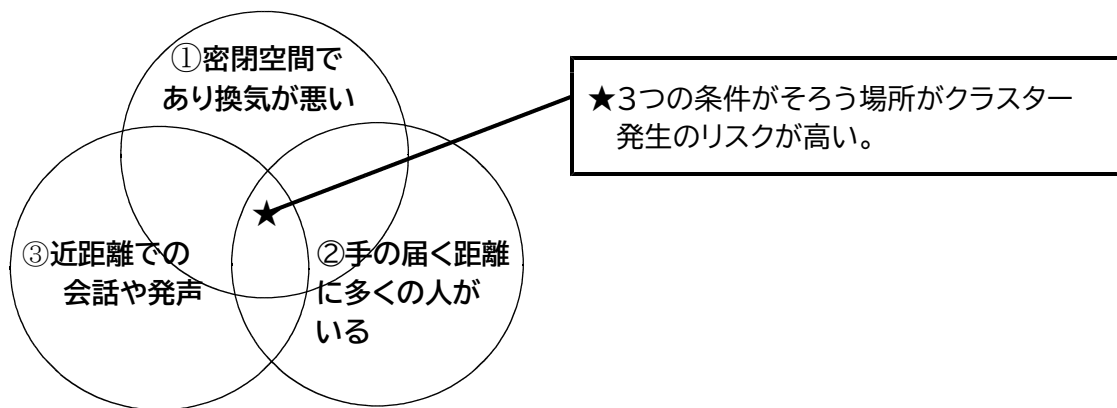 ①密閉空間で
あり換気が悪い
★3つの条件がそろう場所がクラスター
発生のリスクが高い。
★
③近距離での
会話や発声
②手の届く距離
に多くの人が
いる